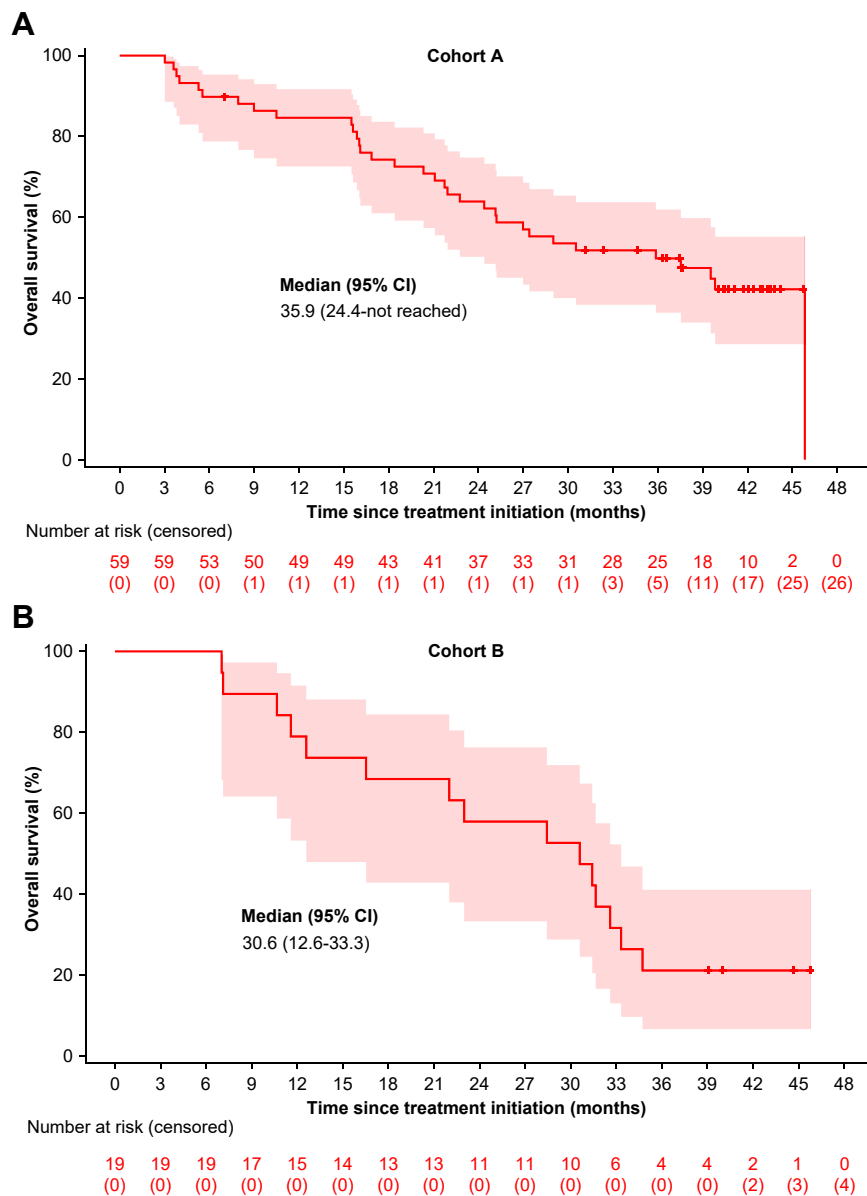 A
Cohort A
Overall survival (%)
100
80
60
40
20
0
Median (95% CI)
35.9 (24.4-not reached)
0 3 6 9 12 15 18 21 24 27 30 33 36 39 42 45 48
Time since treatment initiation (months)
Number at risk (censored)
59 59 53 50 49 49 43 41 37 33 31 28 25 18 10 2 0
(0) (0) (0) (1) (1) (1) (1) (1) (1) (1) (1) (3) (5) (11) (17) (25) (26)
B
Cohort B
Overall survival (%)
100
80
60
40
20
0
Median (95% CI)
30.6 (12.6-33.3)
0 3 6 9 12 15 18 21 24 27 30 33 36 39 42 45 48
Time since treatment initiation (months)
Number at risk (censored)
19 19 19 17 15 14 13 13 11 11 10 6 4 4 2 1 0
(0) (0) (0) (0) (0) (0) (0) (0) (0) (0) (0) (0) (0) (0) (2) (3) (4)